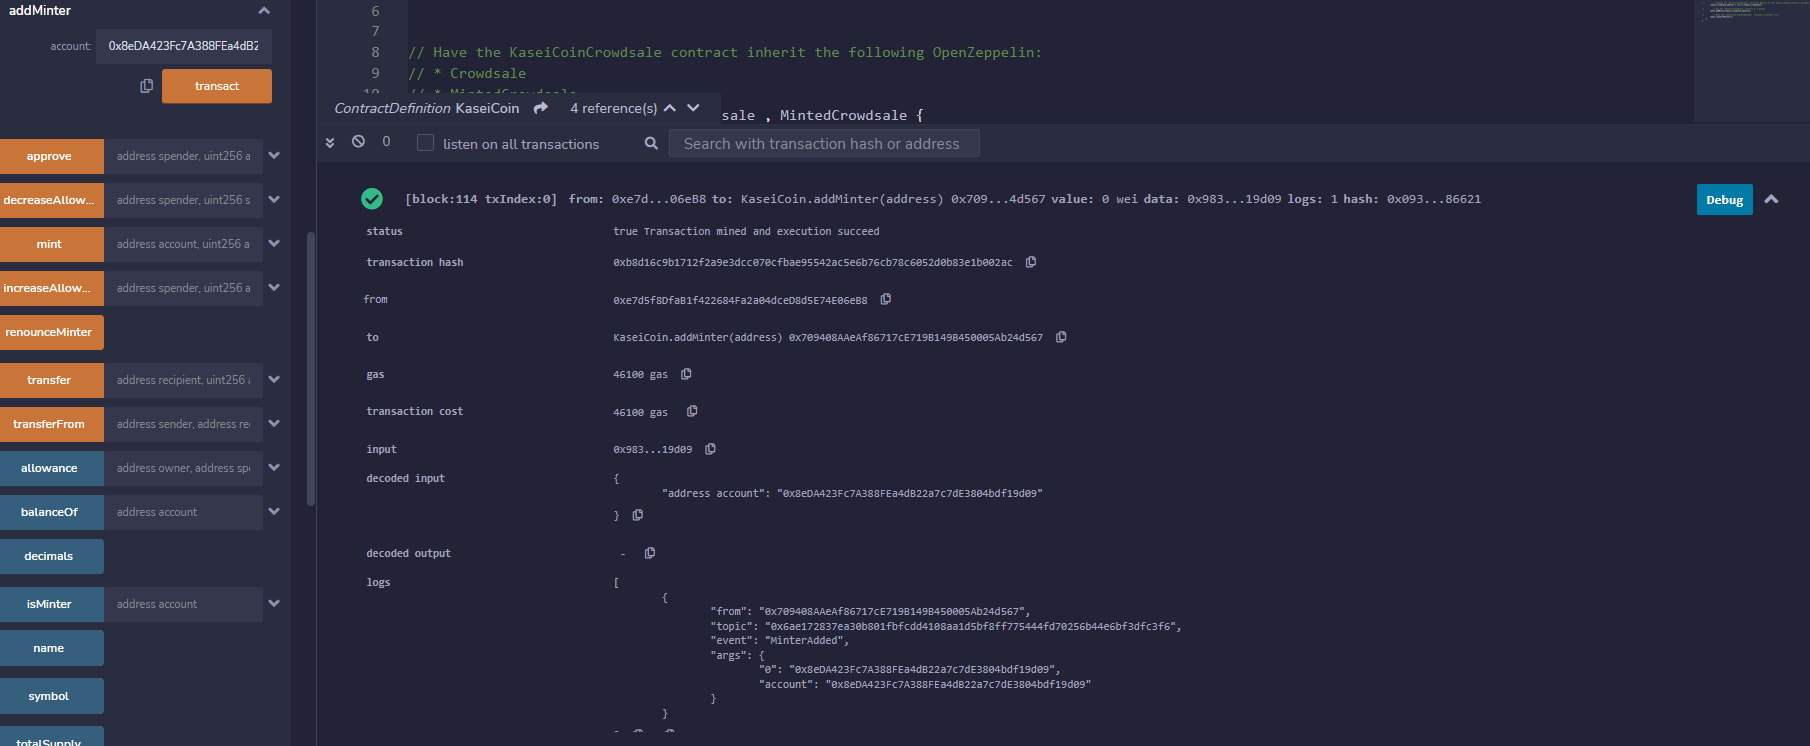 addMinter
account: 0x8eDA423Fc7A388FEa4dB2
transact
approve address spender, uint256 a
decreaseAllow... address spender, uint256 s
mint address account, uint256 a
increaseAllow... address spender, uint256 a
renounceMinter
transfer address recipient, uint256
transferFrom address sender, address re
allowance address owner, address sp
balanceOf address account
decimals
isMinter address account
name
symbol
totalSupply
6
7
8 // Have the KaseiCoinCrowdsale contract inherit the following OpenZeppelin:
9 // * Crowdsale
10 // * MintedCrowdsale
ContractDefinition KaseiCoin 4 reference(s)
sale , MintedCrowdsale {
0 listen on all transactions Search with transaction hash or address
[block:114 txIndex:0] from: 0xe7d...06eB8 to: KaseiCoin.addMinter(address) 0x709...4d567 value: 0 wei data: 0x983...19d09 logs: 1 hash: 0x093...86621 Debug
status true Transaction mined and execution succeed
transaction hash 0xb8d16c9b1712f2a9e3dcc070cfbae95542ac5e6b76cb78c6052d0b83e1b002ac
from 0xe7d5f8DfaB1f422684Fa2a04dceD8d5E74E06eB8
to KaseiCoin.addMinter(address) 0x709408AAeAf86717cE719B149B450005Ab24d567
gas 46100 gas
transaction cost 46100 gas
input 0x983...19d09
decoded input {
"address account": "0x8eDA423Fc7A388FEa4dB22a7c7dE3804bdf19d09"
}
decoded output -
logs [
{
"from": "0x709408AAeAf86717cE719B149B450005Ab24d567",
"topic": "0x6ae172837ea30b801fbfcdd4108aa1d5bf8ff775444fd70256b44e6bf3dfc3f6",
"event": "MinterAdded",
"args": {
"0": "0x8eDA423Fc7A388FEa4dB22a7c7dE3804bdf19d09",
"account": "0x8eDA423Fc7A388FEa4dB22a7c7dE3804bdf19d09"
}
}